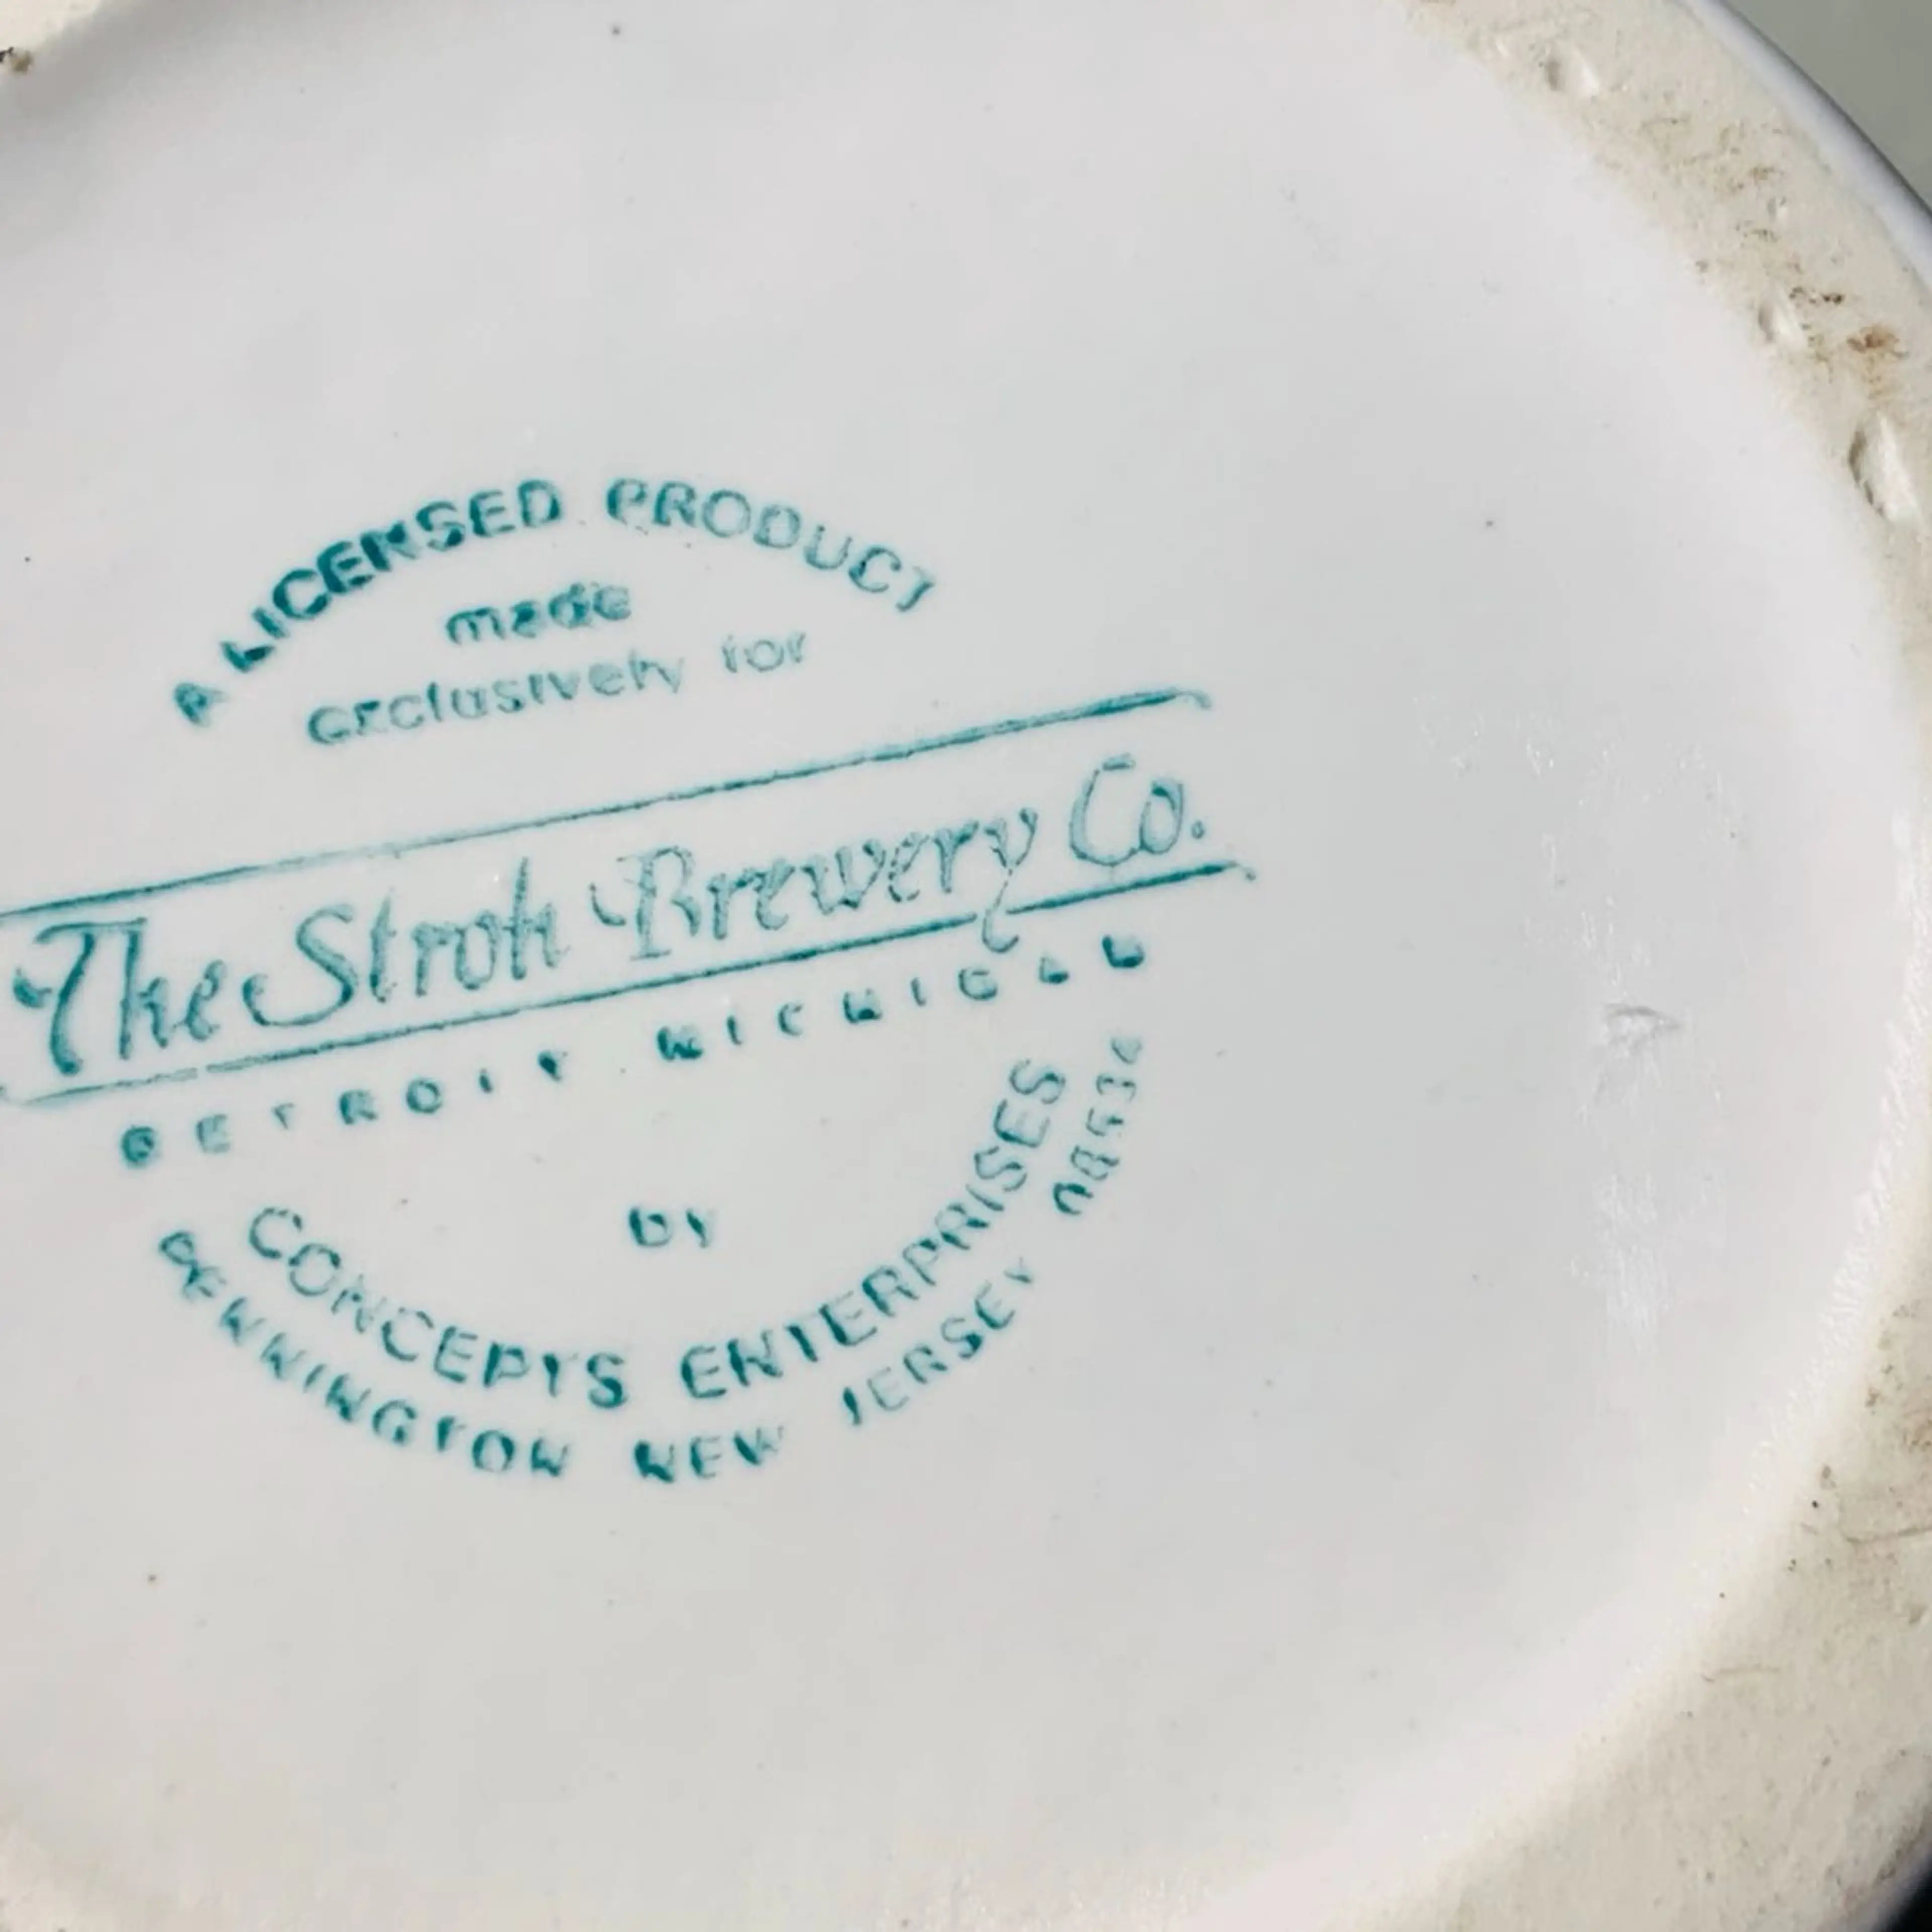 A LICENSED PRODUCT
made
exclusively for
The Stroh Brewery Co.
DETROIT MICHIGAN
by
CONCEPTS ENTERPRISES
PENNINGTON NEW JERSEY 08534